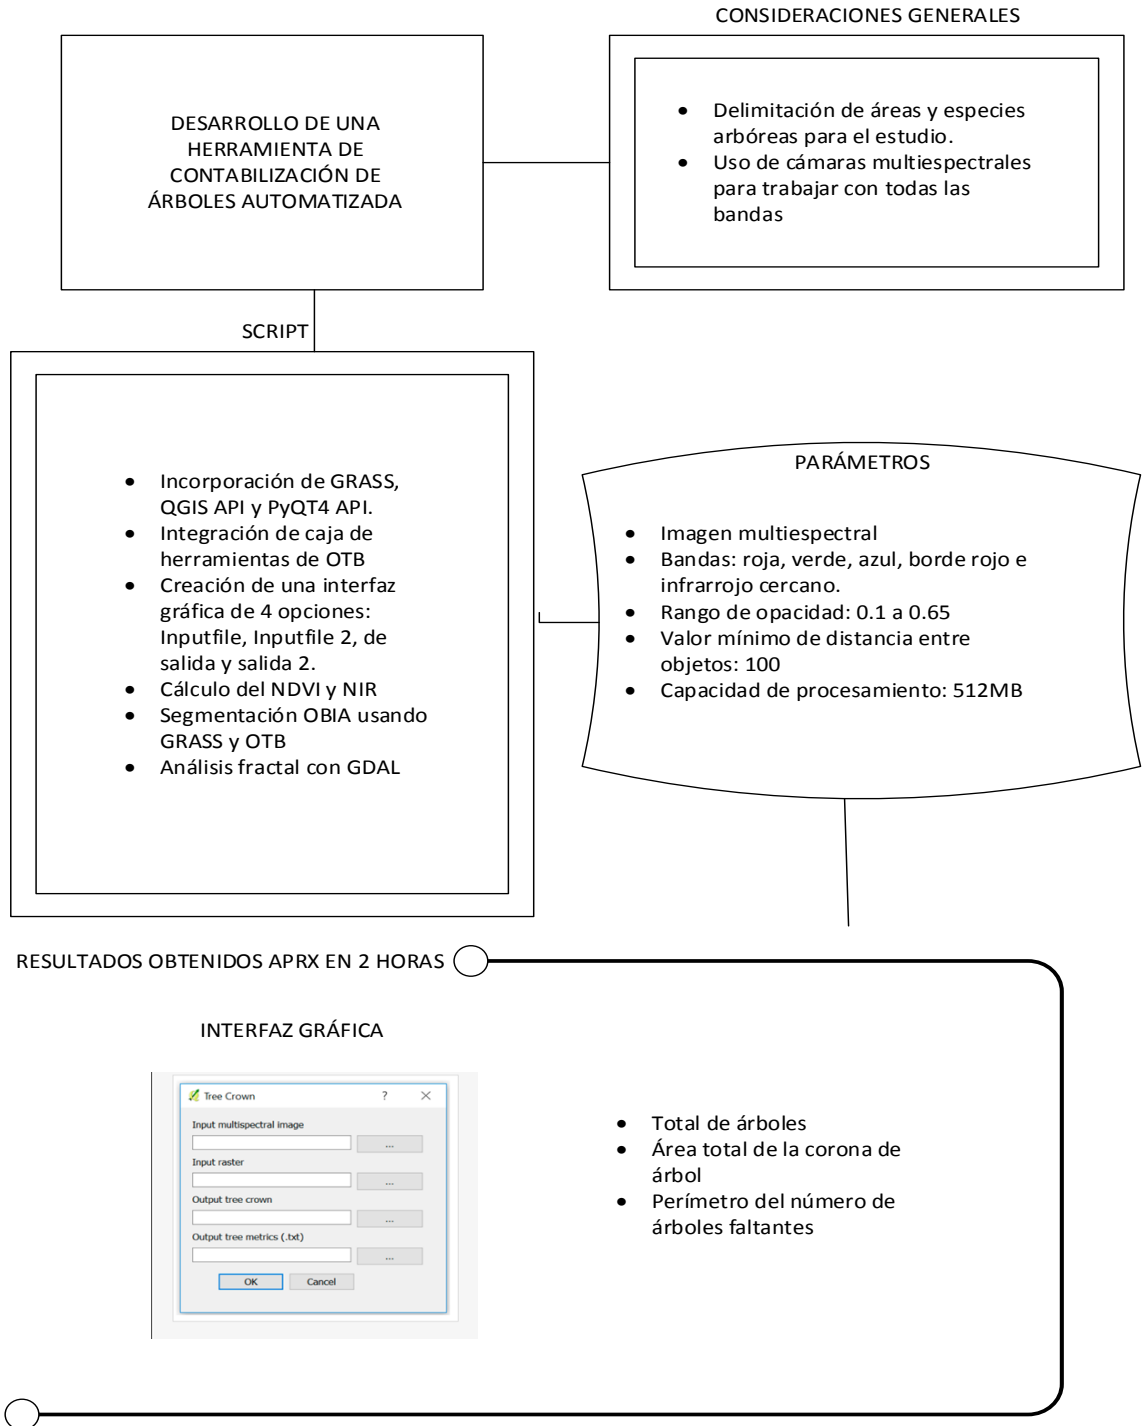 CONSIDERACIONES GENERALES
DESARROLLO DE UNA
HERRAMIENTA DE
CONTABILIZACIÓN DE
ÁRBOLES AUTOMATIZADA
• Delimitación de áreas y especies
arbóreas para el estudio.
• Uso de cámaras multiespectrales
para trabajar con todas las
bandas
SCRIPT
• Incorporación de GRASS,
QGIS API y PyQT4 API.
• Integración de caja de
herramientas de OTB
• Creación de una interfaz
gráfica de 4 opciones:
Inputfile, Inputfile 2, de
salida y salida 2.
• Cálculo del NDVI y NIR
• Segmentación OBIA usando
GRASS y OTB
• Análisis fractal con GDAL
PARÁMETROS
• Imagen multiespectral
• Bandas: roja, verde, azul, borde rojo e
infrarrojo cercano.
• Rango de opacidad: 0.1 a 0.65
• Valor mínimo de distancia entre
objetos: 100
• Capacidad de procesamiento: 512MB
RESULTADOS OBTENIDOS APRX EN 2 HORAS
INTERFAZ GRÁFICA
Tree Crown ? ×
Input multispectral image
...
Input raster
...
Output tree crown
...
Output tree metrics (.txt)
...
OK Cancel
• Total de árboles
• Área total de la corona de
árbol
• Perímetro del número de
árboles faltantes